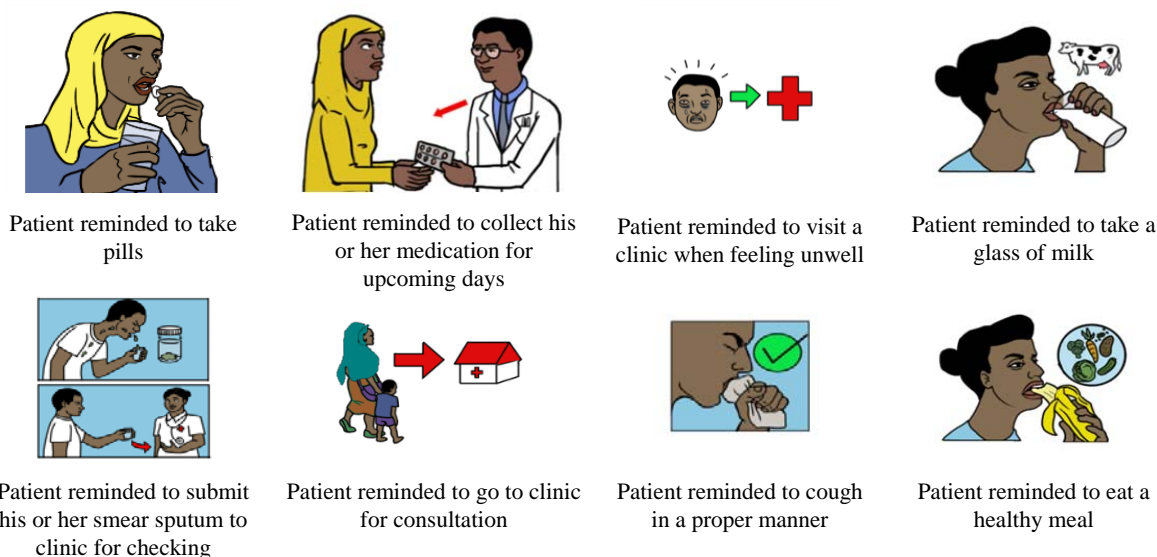 Patient reminded to take
pills
Patient reminded to collect his
or her medication for
upcoming days
Patient reminded to visit a
clinic when feeling unwell
Patient reminded to take a
glass of milk
Patient reminded to submit
his or her smear sputum to
clinic for checking
Patient reminded to go to clinic
for consultation
Patient reminded to cough
in a proper manner
Patient reminded to eat a
healthy meal